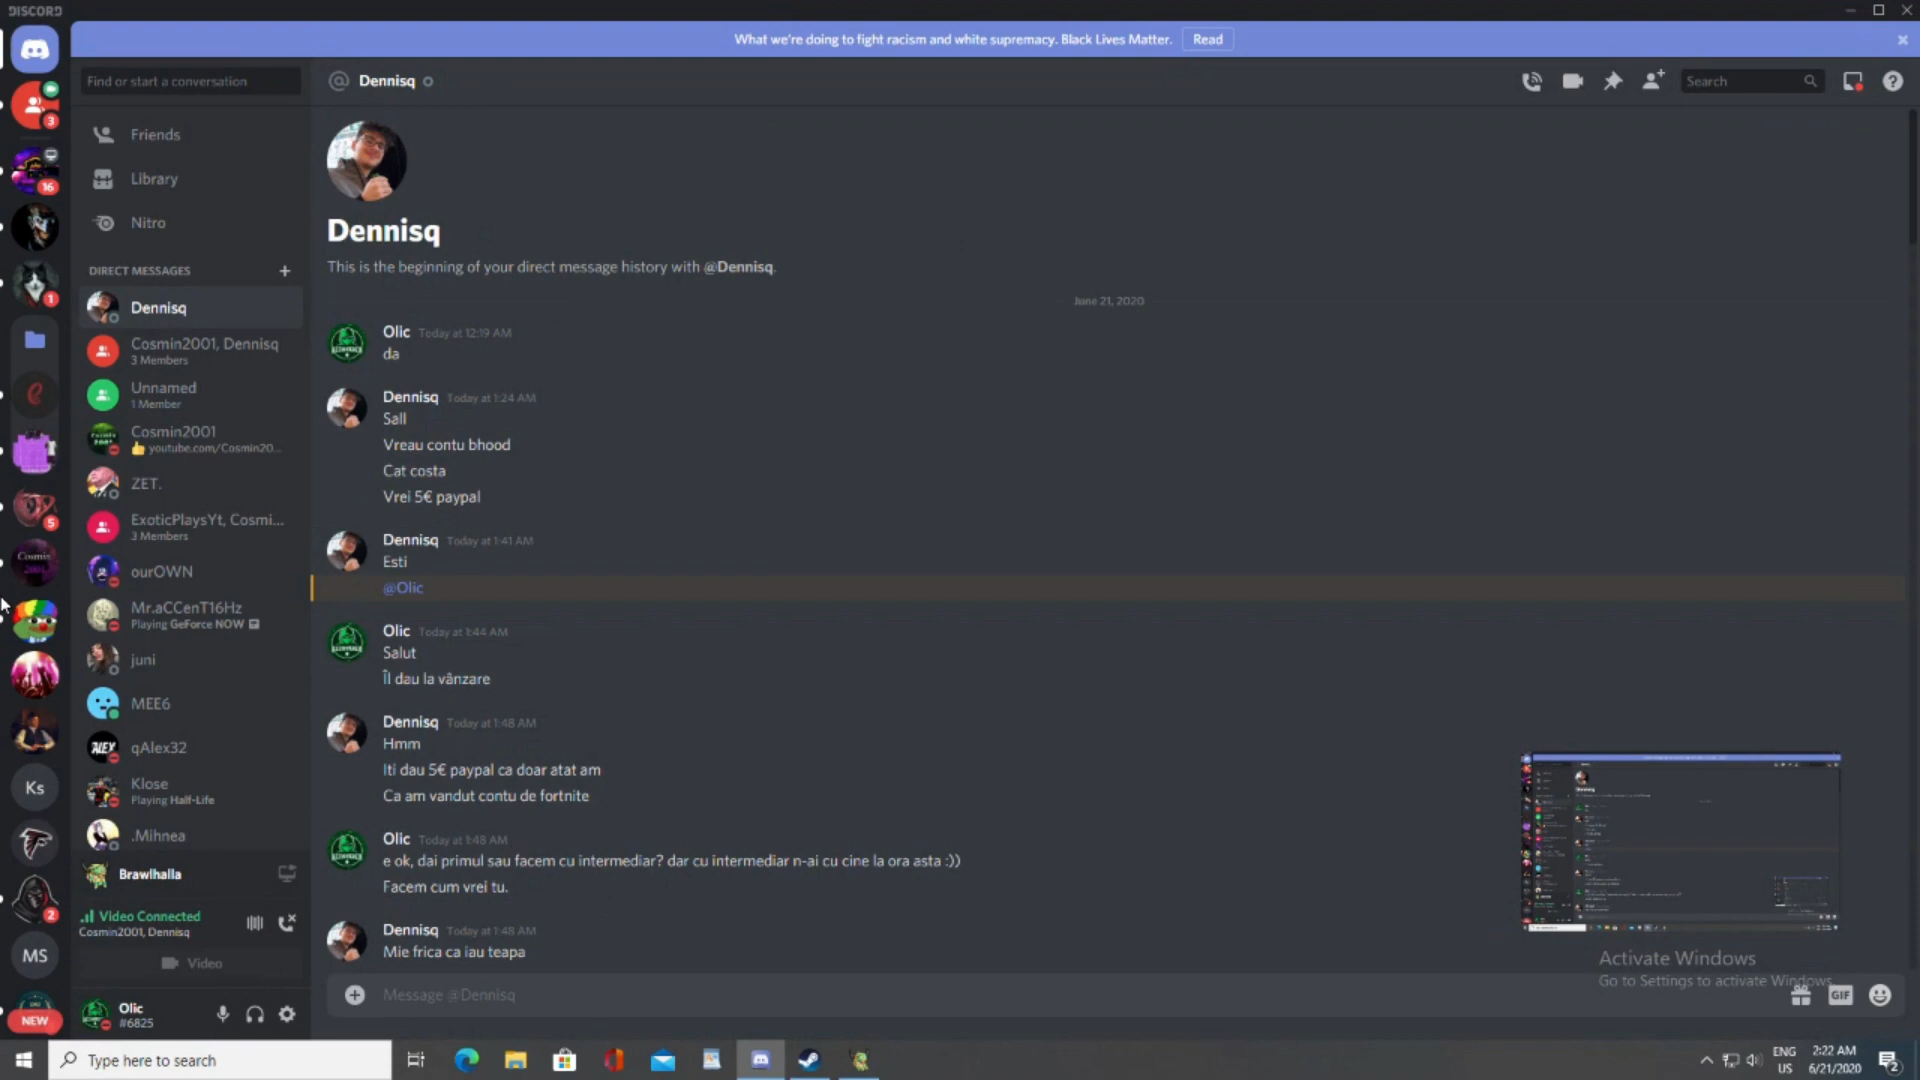 DISCORD
What we're doing to fight racism and white supremacy. Black Lives Matter. Read
Find or start a conversation
Dennisq
Search
3
16
1
5
2
Ks
MS
NEW
Friends
Library
Nitro
DIRECT MESSAGES
Dennisq
Cosmin2001, Dennisq
3 Members
Unnamed
1 Member
Cosmin2001
youtube.com/Cosmin20...
ZET.
ExoticPlaysYt, Cosmi...
3 Members
ourOWN
Mr.aCCenT16Hz
Playing GeForce NOW
juni
MEE6
qAlex32
Klose
Playing Half-Life
.Mihnea
Brawlhalla
Video Connected
Cosmin2001, Dennisq
Video
Olic
#6825
Dennisq
This is the beginning of your direct message history with @Dennisq.
June 21, 2020
Olic Today at 12:19 AM
da
Dennisq Today at 1:24 AM
Sall
Vreau contu bhood
Cat costa
Vrei 5€ paypal
Dennisq Today at 1:41 AM
Esti
@Olic
Olic Today at 1:44 AM
Salut
Îl dau la vânzare
Dennisq Today at 1:48 AM
Hmm
Iti dau 5€ paypal ca doar atat am
Ca am vandut contu de fortnite
Olic Today at 1:48 AM
e ok, dai primul sau facem cu intermediar? dar cu intermediar n-ai cu cine la ora asta :))
Facem cum vrei tu.
Dennisq Today at 1:48 AM
Mie frica ca iau teapa
Message @Dennisq
GIF
Activate Windows
Go to Settings to activate Windows.
Type here to search
ENG
US
2:22 AM
6/21/2020
2